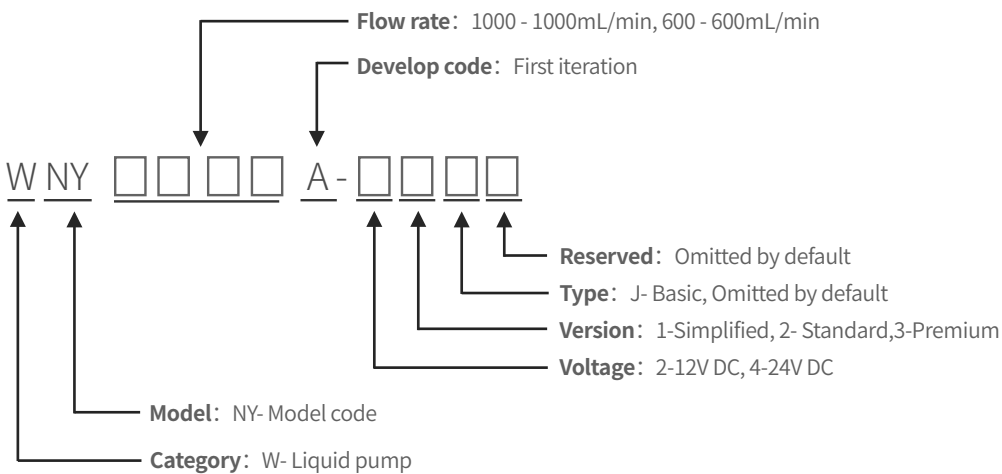 Flow rate：1000 - 1000mL/min, 600 - 600mL/min
Develop code：First iteration
W NY □□□□ A - □□□□
Reserved：Omitted by default
Type：J- Basic, Omitted by default
Version：1-Simplified, 2- Standard,3-Premium
Voltage：2-12V DC, 4-24V DC
Model：NY- Model code
Category：W- Liquid pump